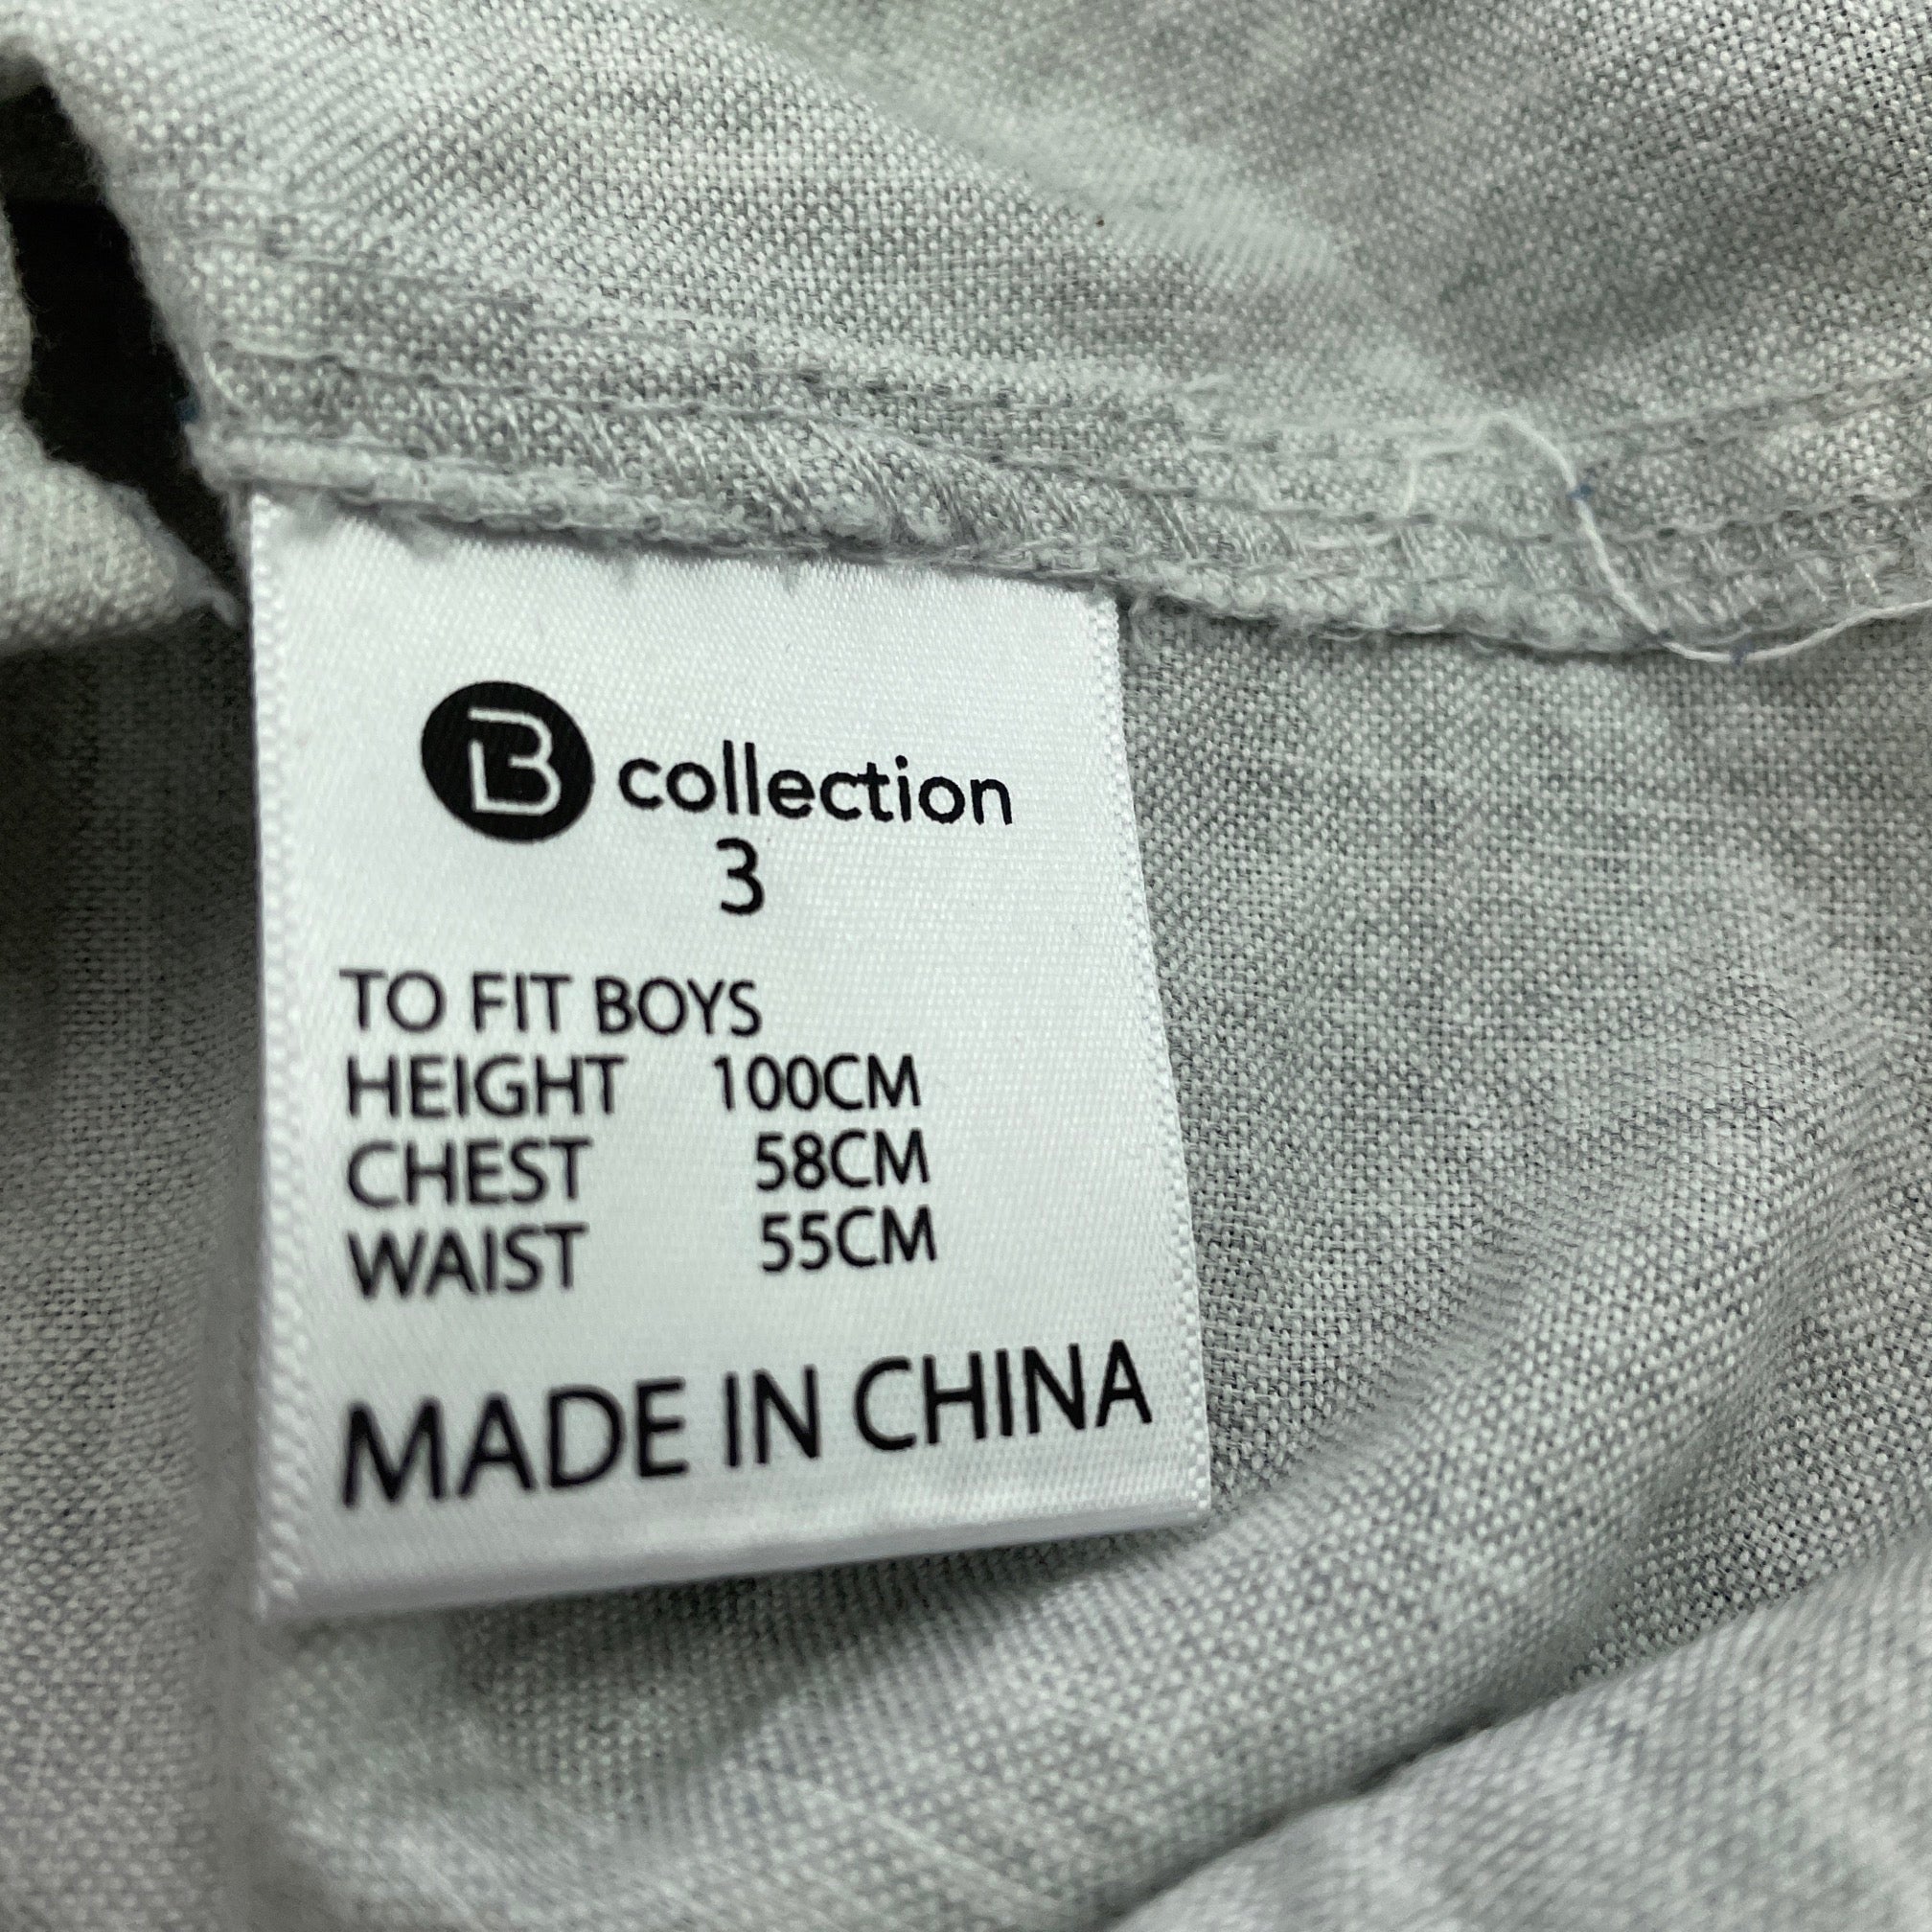 B collection
3
TO FIT BOYS
HEIGHT 100CM
CHEST 58CM
WAIST 55CM
MADE IN CHINA